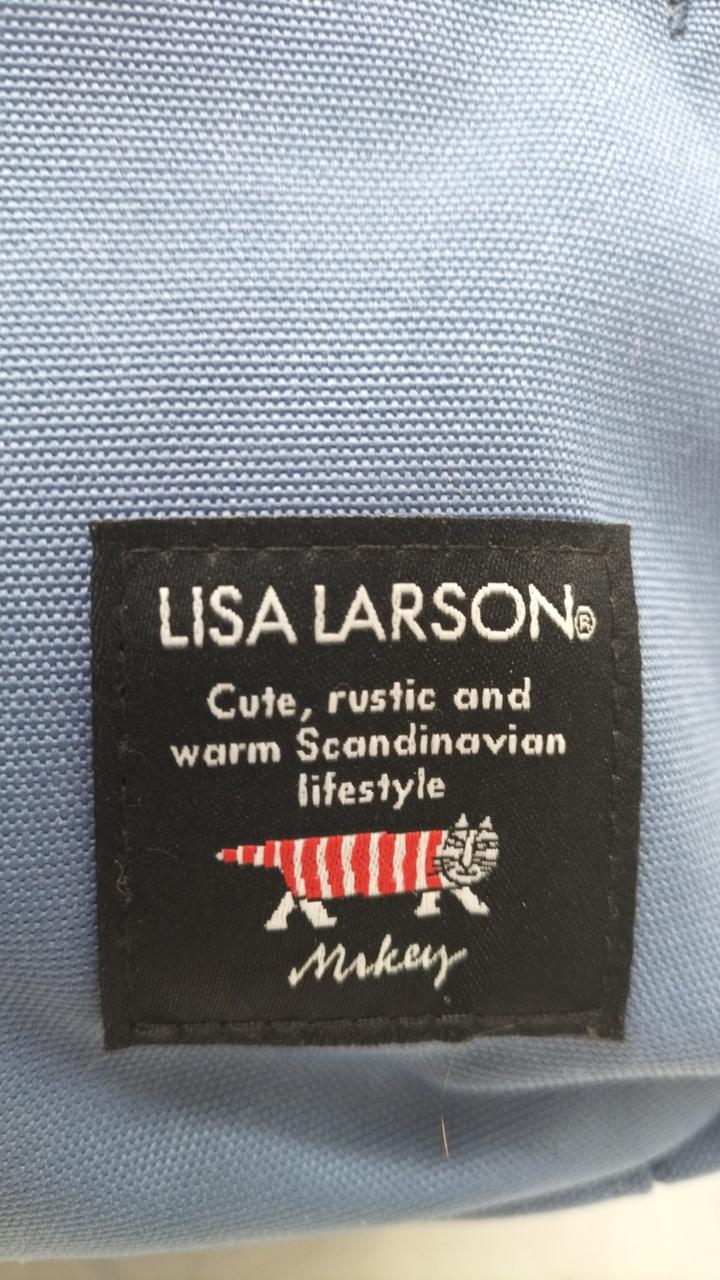 LISA LARSON®
Cute, rustic and
warm Scandinavian
lifestyle
Mikey